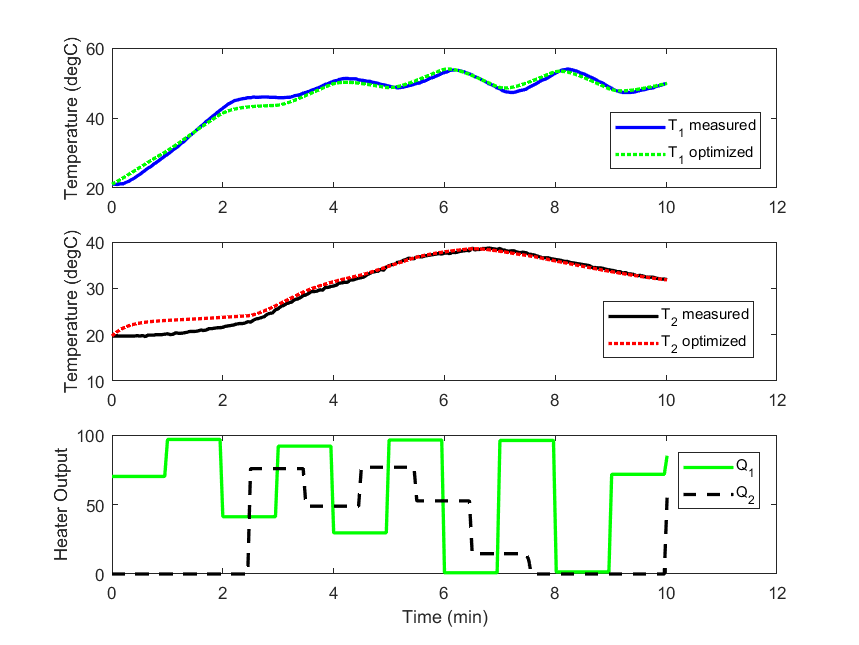 60
40
20
Temperature (degC)
T1 measured
T1 optimized
0 2 4 6 8 10 12
40
30
20
10
Temperature (degC)
T2 measured
T2 optimized
0 2 4 6 8 10 12
100
50
0
Heater Output
Q1
Q2
0 2 4 6 8 10 12
Time (min)